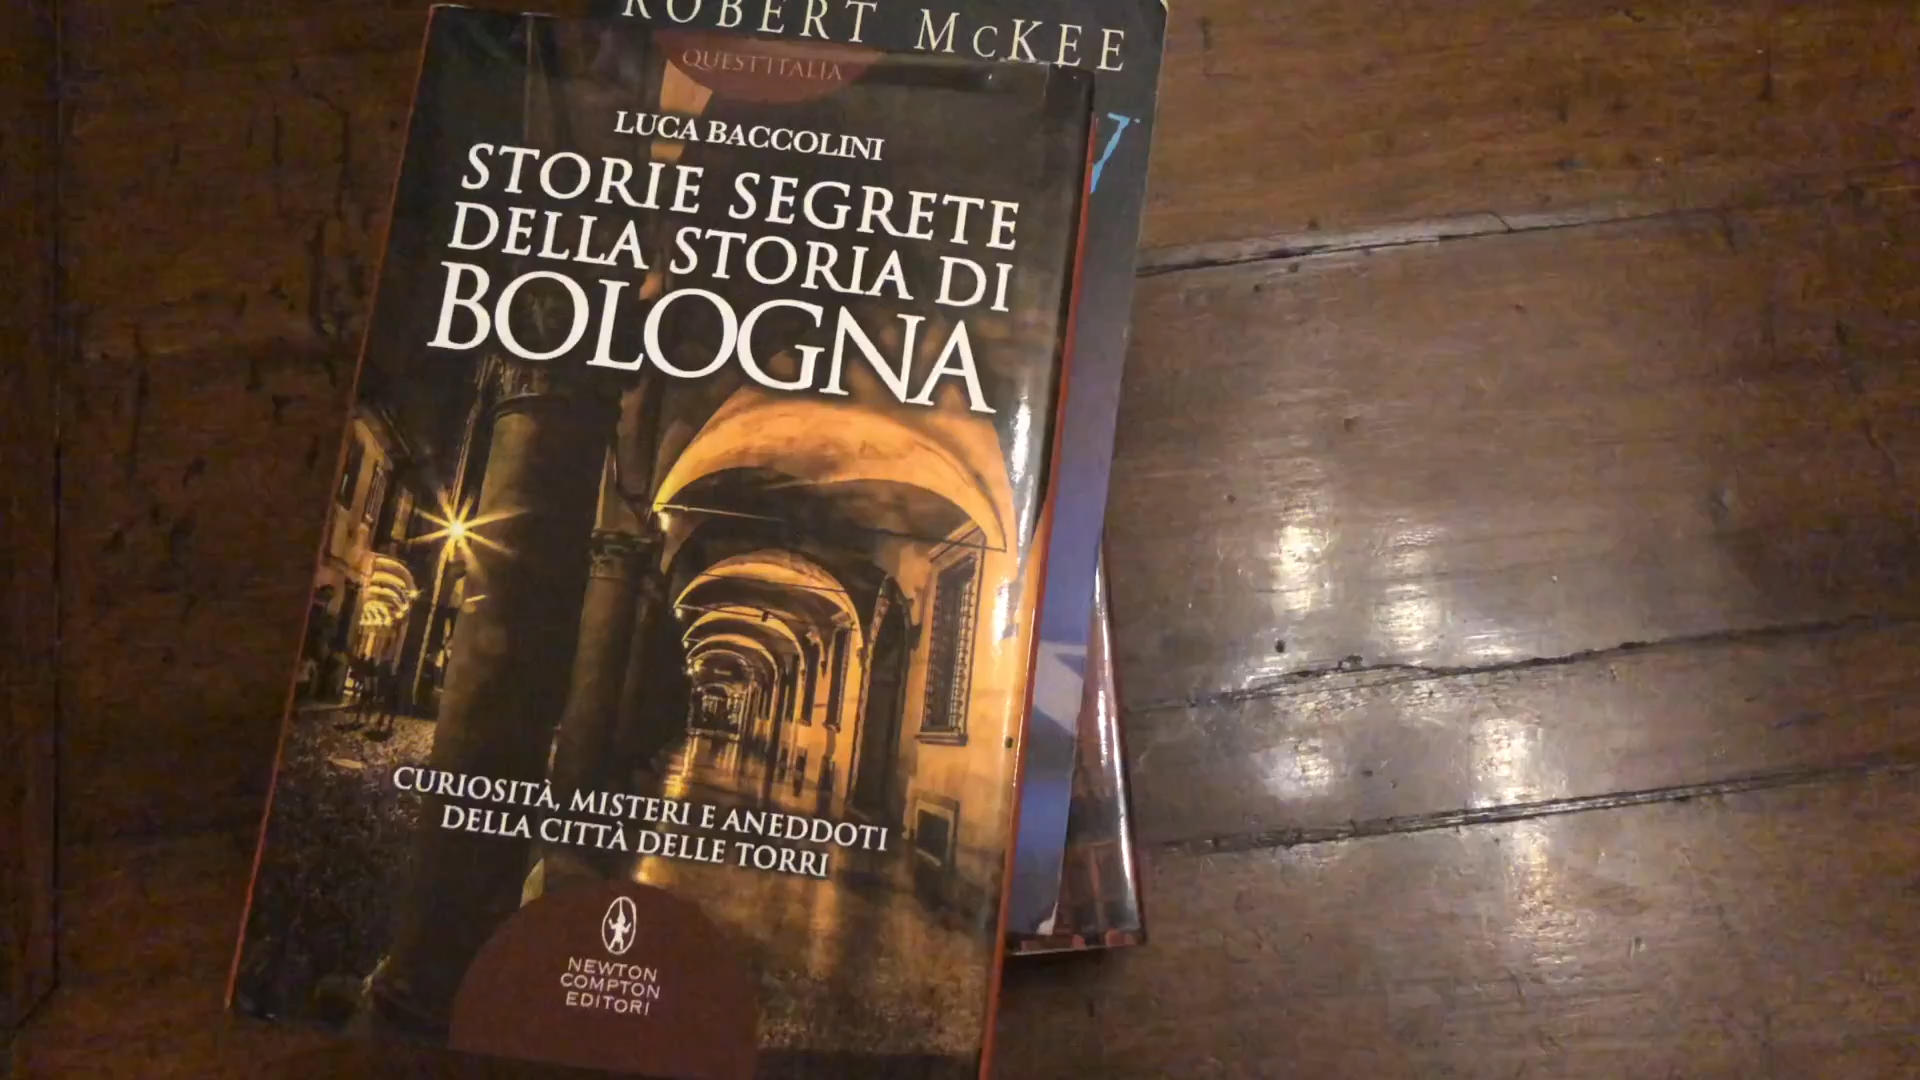 ROBERT McKEE
QUEST'ITALIA
LUCA BACCOLINI
STORIE SEGRETE
DELLA STORIA DI
BOLOGNA
CURIOSITÀ, MISTERI E ANEDDOTI
DELLA CITTÀ DELLE TORRI
NEWTON
COMPTON
EDITORI